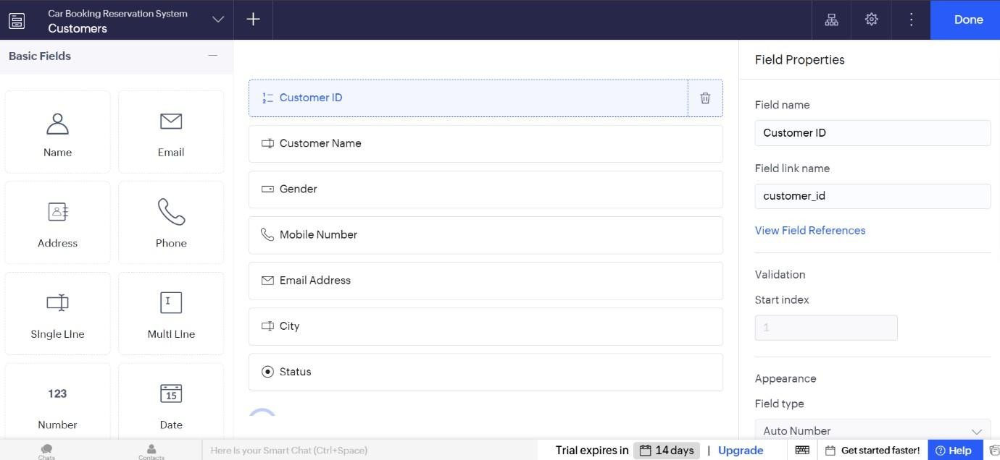 Car Booking Reservation System
Customers
Done
Basic Fields
Name
Email
Address
Phone
Single Line
Multi Line
123
Number
15
Date
1
2
Customer ID
Customer Name
Gender
Mobile Number
Email Address
City
Status
Field Properties
Field name
Customer ID
Field link name
customer_id
View Field References
Validation
Start index
1
Appearance
Field type
Auto Number
Chats
Contacts
Here is your Smart Chat (Ctrl+Space)
Trial expires in 14 days | Upgrade
Get started faster!
Help